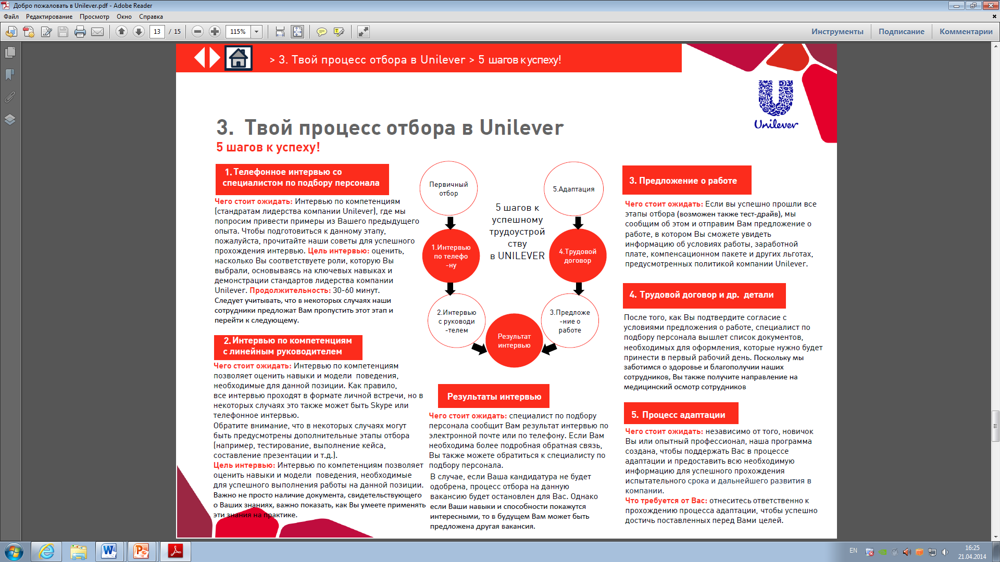 Добро пожаловать в Unilever.pdf - Adobe Reader
Файл Редактирование Просмотр Окно Справка
13 / 15 115% Инструменты Подписание Комментарии
> 3. Твой процесс отбора в Unilever > 5 шагов к успеху!
Unilever
3. Твой процесс отбора в Unilever
5 шагов к успеху!
1. Телефонное интервью со
специалистом по подбору персонала
Чего стоит ожидать: Интервью по компетенциям
(стандратам лидерства компании Unilever), где мы
попросим привести примеры из Вашего предыдущего
опыта. Чтобы подготовиться к данному этапу,
пожалуйста, прочитайте наши советы для успешного
прохождения интервью. Цель интервью: оценить,
насколько Вы соответствуете роли, которую Вы
выбрали, основываясь на ключевых навыках и
демонстрации стандартов лидерства компании
Unilever. Продолжительность: 30-60 минут.
Следует учитывать, что в некоторых случаях наши
сотрудники предложат Вам пропустить этот этап и
перейти к следующему.
2. Интервью по компетенциям
с линейным руководителем
Чего стоит ожидать: Интервью по компетенциям
позволяет оценить навыки и модели поведения,
необходимые для данной позиции. Как правило,
все интервью проходят в формате личной встречи, но в
некоторых случаях это также может быть Skype или
телефонное интервью.
Обратите внимание, что в некоторых случаях могут
быть предусмотрены дополнительные этапы отбора
(например, тестирование, выполнение кейса,
составление презентации и т.д.).
Цель интервью: Интервью по компетенциям позволяет
оценить навыки и модели поведения, необходимые
для успешного выполнения работы на данной позиции.
Важно не просто наличие документа, свидетельствующего
о Ваших знаниях, важно показать, как Вы умеете применять
эти знания на практике.
Первичный
отбор
1.Интервью
по телефо
-ну
2.Интервью
с руководи
-телем
Результат
интервью
3.Предложе
-ние о
работе
4.Трудовой
договор
5.Адаптация
5 шагов к
успешному
трудоустрой
ству
в UNILEVER
Результаты интервью
Чего стоит ожидать: специалист по подбору
персонала сообщит Вам результат интервью по
электронной почте или по телефону. Если Вам
необходима более подробная обратная связь,
Вы также можете обратиться к специалисту по
подбору персонала.
В случае, если Ваша кандидатура не будет
одобрена, процесс отбора на данную
вакансию будет остановлен для Вас. Однако
если Ваши навыки и способности покажутся
интересными, то в будущем Вам может быть
предложена другая вакансия.
3. Предложение о работе
Чего стоит ожидать: Если вы успешно прошли все
этапы отбора (возможен также тест-драйв), мы
сообщим об этом и отправим Вам предложение о
работе, в котором Вы сможете увидеть
информацию об условиях работы, заработной
плате, компенсационном пакете и других льготах,
предусмотренных политикой компании Unilever.
4. Трудовой договор и др. детали
После того, как Вы подтвердите согласие с
условиями предложения о работе, специалист по
подбору персонала вышлет список документов,
необходимых для оформления, которые нужно будет
принести в первый рабочий день. Поскольку мы
заботимся о здоровье и благополучии наших
сотрудников, Вы также получите направление на
медицинский осмотр сотрудников
5. Процесс адаптации
Чего стоит ожидать: независимо от того, новичок
Вы или опытный профессионал, наша программа
создана, чтобы поддержать Вас в процессе
адаптации и предоставить всю необходимую
информацию для успешного прохождения
испытательного срока и дальнейшего развития в
компании.
Что требуется от Вас: отнеситесь ответственно к
прохождению процесса адаптации, чтобы успешно
достичь поставленных перед Вами целей.
EN
16:25
21.04.2014